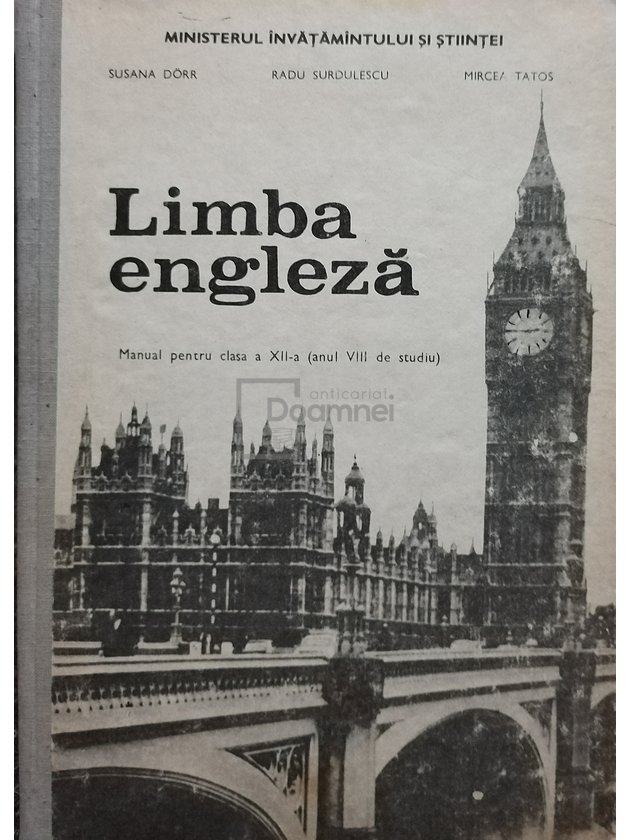 MINISTERUL ÎNVĂȚĂMÎNTULUI ȘI ȘTIINȚEI
SUSANA DÖRR RADU SURDULESCU MIRCEA TATOS
Limba
engleză
Manual pentru clasa a XII-a (anul VIII de studiu)
anticariat
Doamnei